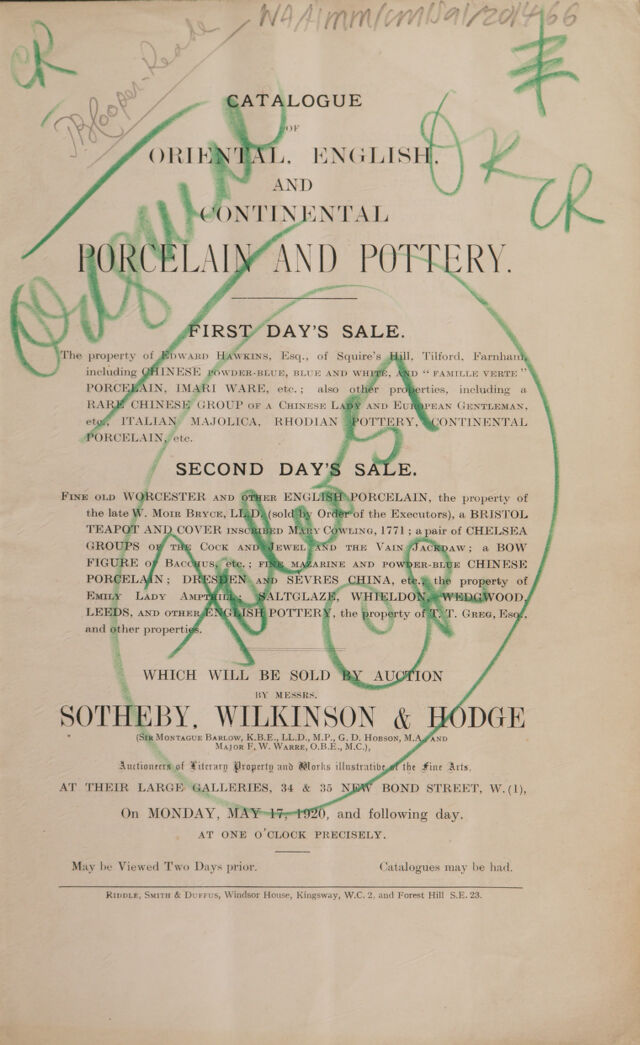 CR
OK
CR
CATALOGUE
OF
ORIENTAL, ENGLISH,
AND
CONTINENTAL
PORCELAIN AND POTTERY.
FIRST DAY'S SALE.
The property of EDWARD HAWKINS, Esq., of Squire's Hill, Tilford, Farnham,
including CHINESE POWDER-BLUE, BLUE AND WHITE, AND "FAMILLE VERTE"
PORCELAIN, IMARI WARE, etc.; also other properties, including a
RARE CHINESE GROUP OF A CHINESE LADY AND EUROPEAN GENTLEMAN,
etc., ITALIAN MAJOLICA, RHODIAN POTTERY, CONTINENTAL
PORCELAIN, etc.
SECOND DAY'S SALE.
FINE OLD WORCESTER AND OTHER ENGLISH PORCELAIN, the property of
the late W. MOIR BRYCE, LL.D. (sold by Order of the Executors), a BRISTOL
TEAPOT AND COVER INSCRIBED MARY COWLING, 1771; a pair of CHELSEA
GROUPS OF THE COCK AND JEWEL AND THE VAIN JACKDAW; a BOW
FIGURE OF BACCHUS, etc.; FINE MAZARINE AND POWDER-BLUE CHINESE
PORCELAIN; DRESDEN AND SEVRES CHINA, etc., the property of
EMILY LADY AMPTHILL; SALTGLAZE, WHIELDON, WEDGWOOD,
LEEDS, AND OTHER ENGLISH POTTERY, the property of T. T. GREG, Esq.,
and other properties.
WHICH WILL BE SOLD BY AUCTION
BY MESSRS.
SOTHEBY, WILKINSON & HODGE
(SIR MONTAGUE BARLOW, K.B.E., LL.D., M.P., G. D. HOBSON, M.A., AND
MAJOR F. W. WARRE, O.B.E., M.C.),
Auctioneers of Literary Property and Works illustrative of the Fine Arts,
AT THEIR LARGE GALLERIES, 34 & 35 NEW BOND STREET, W.(1),
On MONDAY, MAY 17, 1920, and following day,
AT ONE O'CLOCK PRECISELY.
May be Viewed Two Days prior. Catalogues may be had.
RIDDLE, SMITH & DUFFUS, Windsor House, Kingsway, W.C. 2, and Forest Hill S.E. 23.